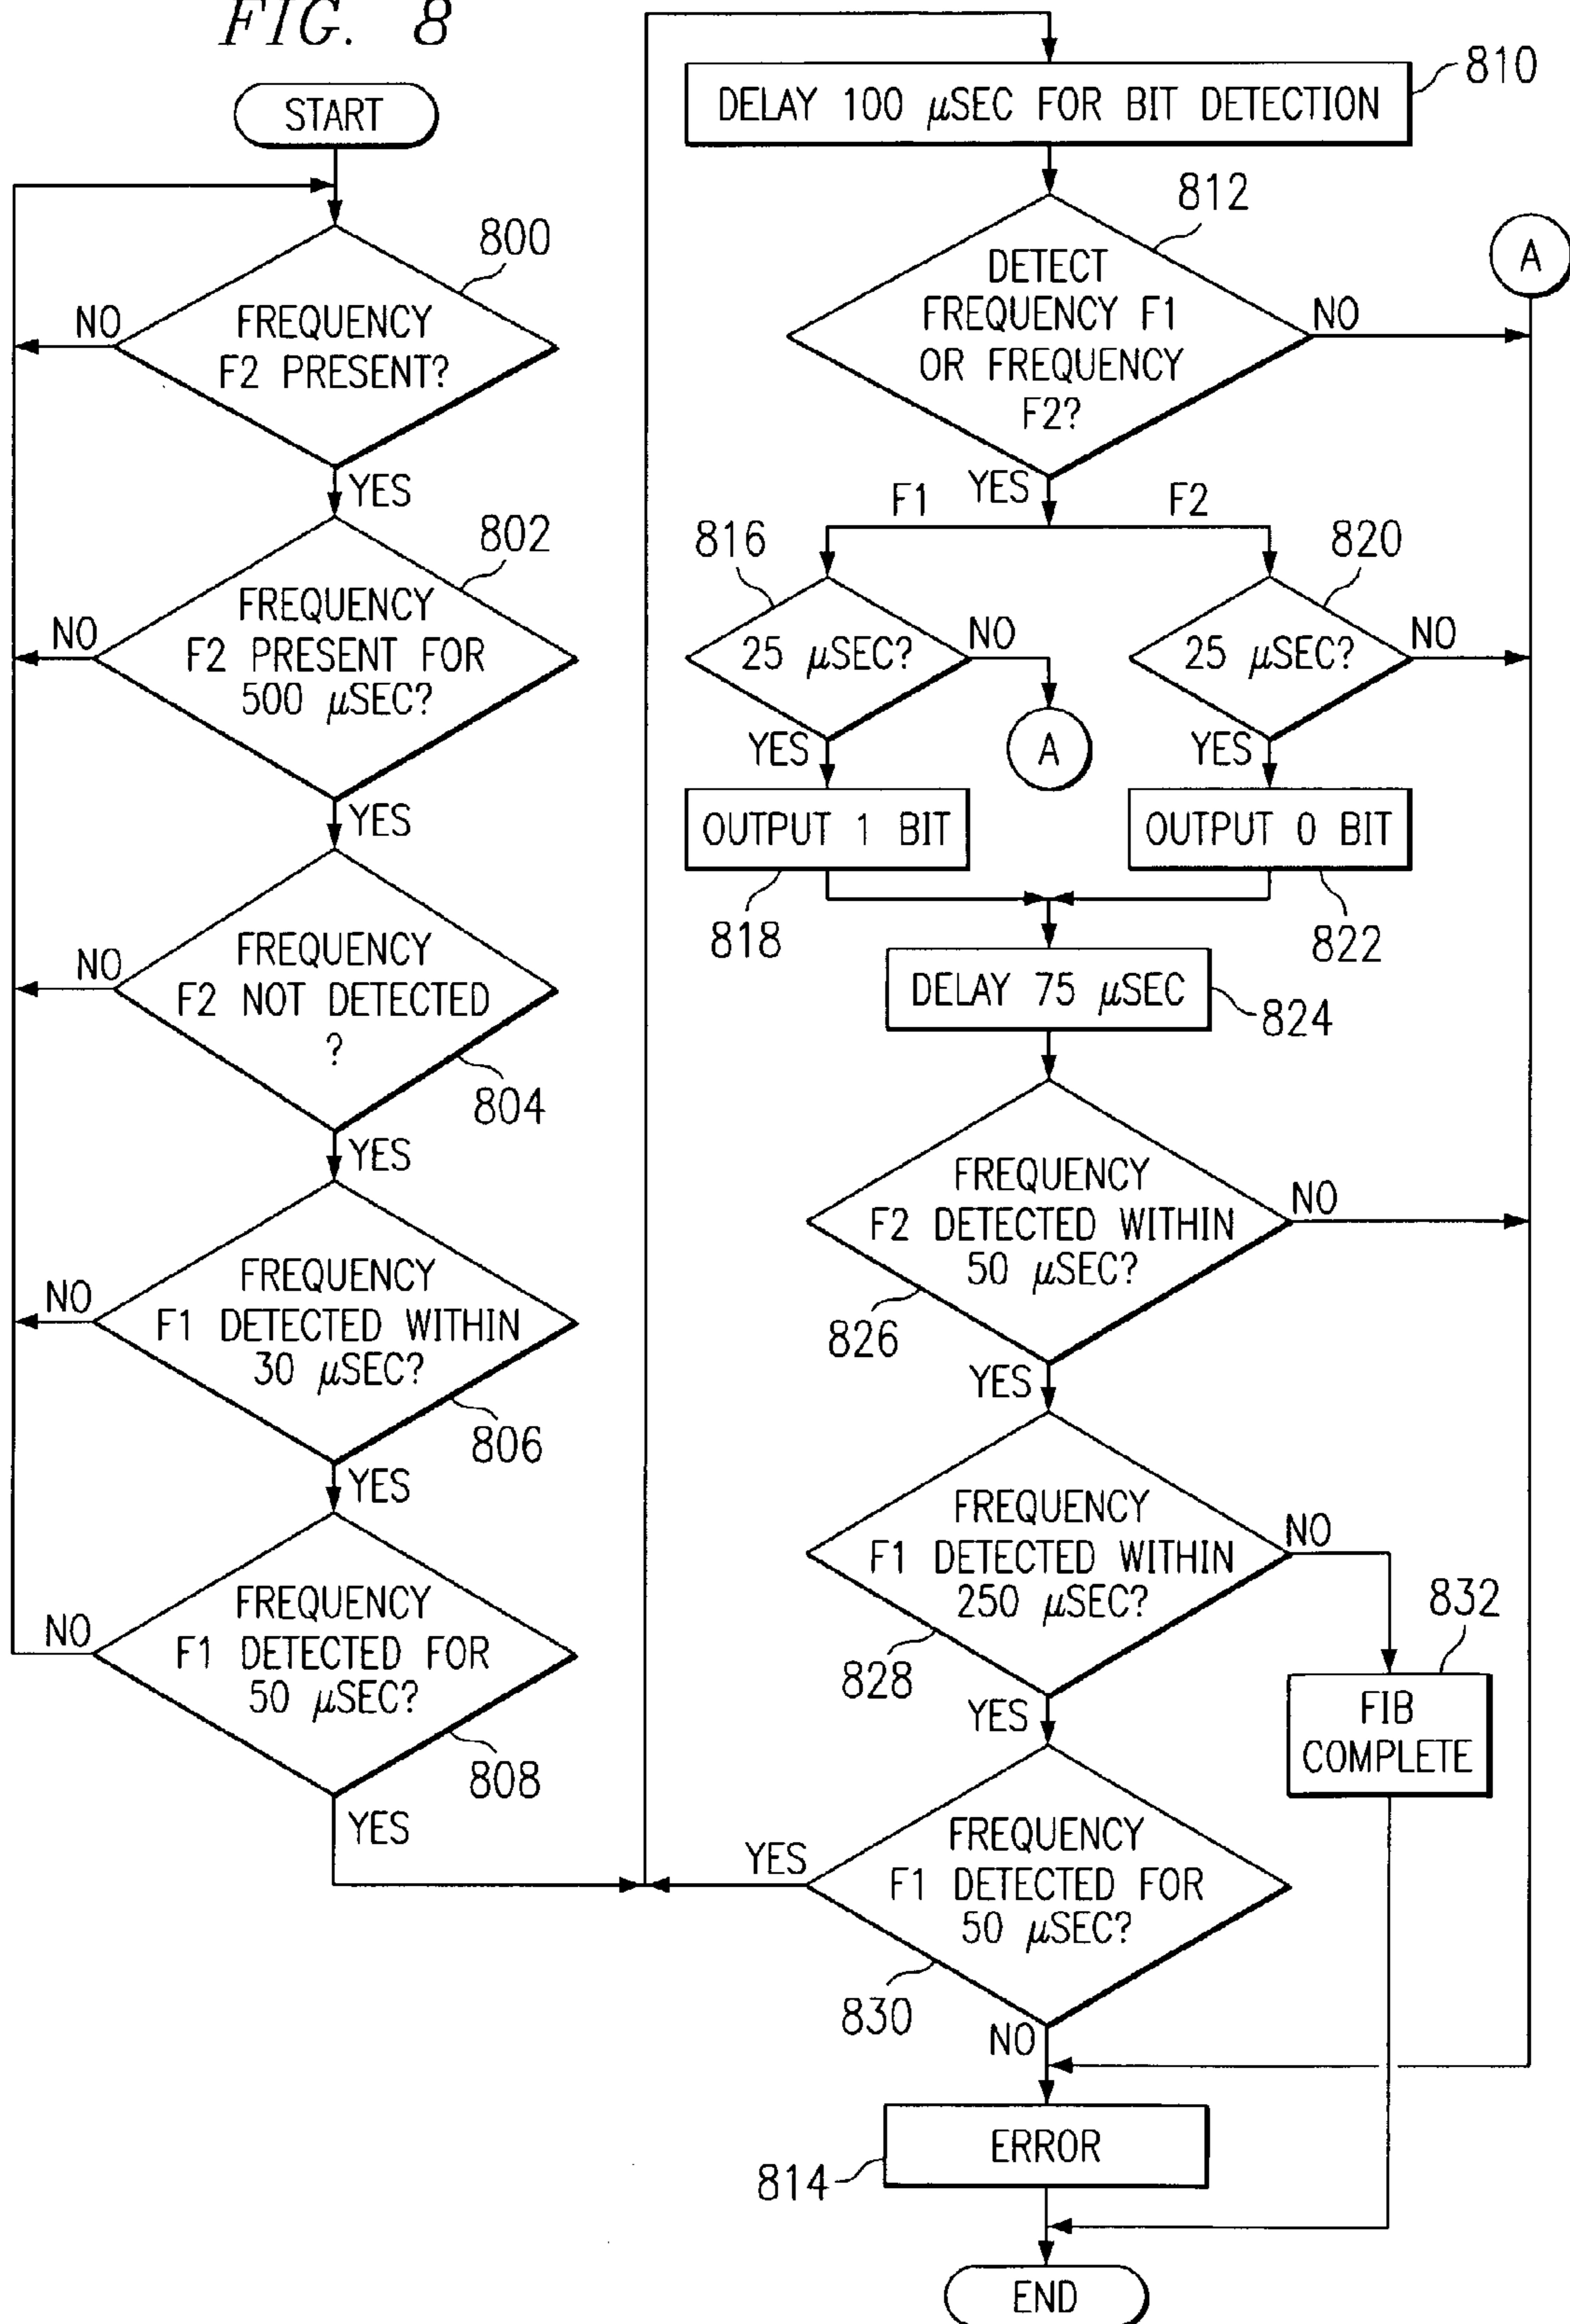 FIG. 8
START
800
FREQUENCY
F2 PRESENT?
NO
YES
802
FREQUENCY
F2 PRESENT FOR
500 μSEC?
NO
YES
FREQUENCY
F2 NOT DETECTED
?
NO
804
YES
FREQUENCY
F1 DETECTED WITHIN
30 μSEC?
NO
806
YES
FREQUENCY
F1 DETECTED FOR
50 μSEC?
NO
808
YES
DELAY 100 μSEC FOR BIT DETECTION
810
812
DETECT
FREQUENCY F1
OR FREQUENCY
F2?
NO
A
YES
F1
F2
816
25 μSEC?
NO
A
YES
820
25 μSEC?
NO
YES
OUTPUT 1 BIT
818
OUTPUT 0 BIT
822
DELAY 75 μSEC
824
FREQUENCY
F2 DETECTED WITHIN
50 μSEC?
NO
826
YES
FREQUENCY
F1 DETECTED WITHIN
250 μSEC?
NO
828
832
FIB
COMPLETE
YES
FREQUENCY
F1 DETECTED FOR
50 μSEC?
YES
830
NO
ERROR
814
END